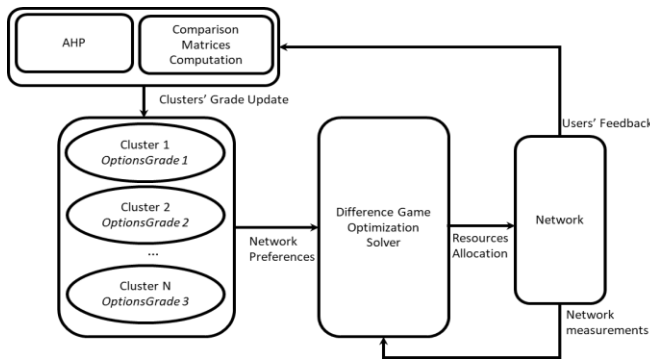 AHP
Comparison
Matrices
Computation
Clusters' Grade Update
Users' Feedback
Cluster 1
OptionsGrade 1
Cluster 2
OptionsGrade 2
...
Cluster N
OptionsGrade 3
Network
Preferences
Difference Game
Optimization
Solver
Resources
Allocation
Network
Network
measurements